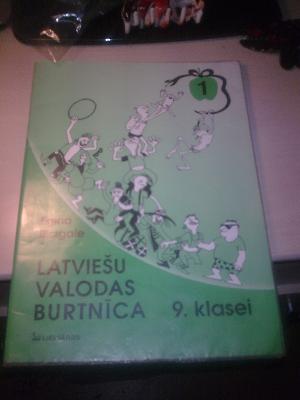 1
LATVIEŠU
VALODAS
BURTNĪCA 9. klasei